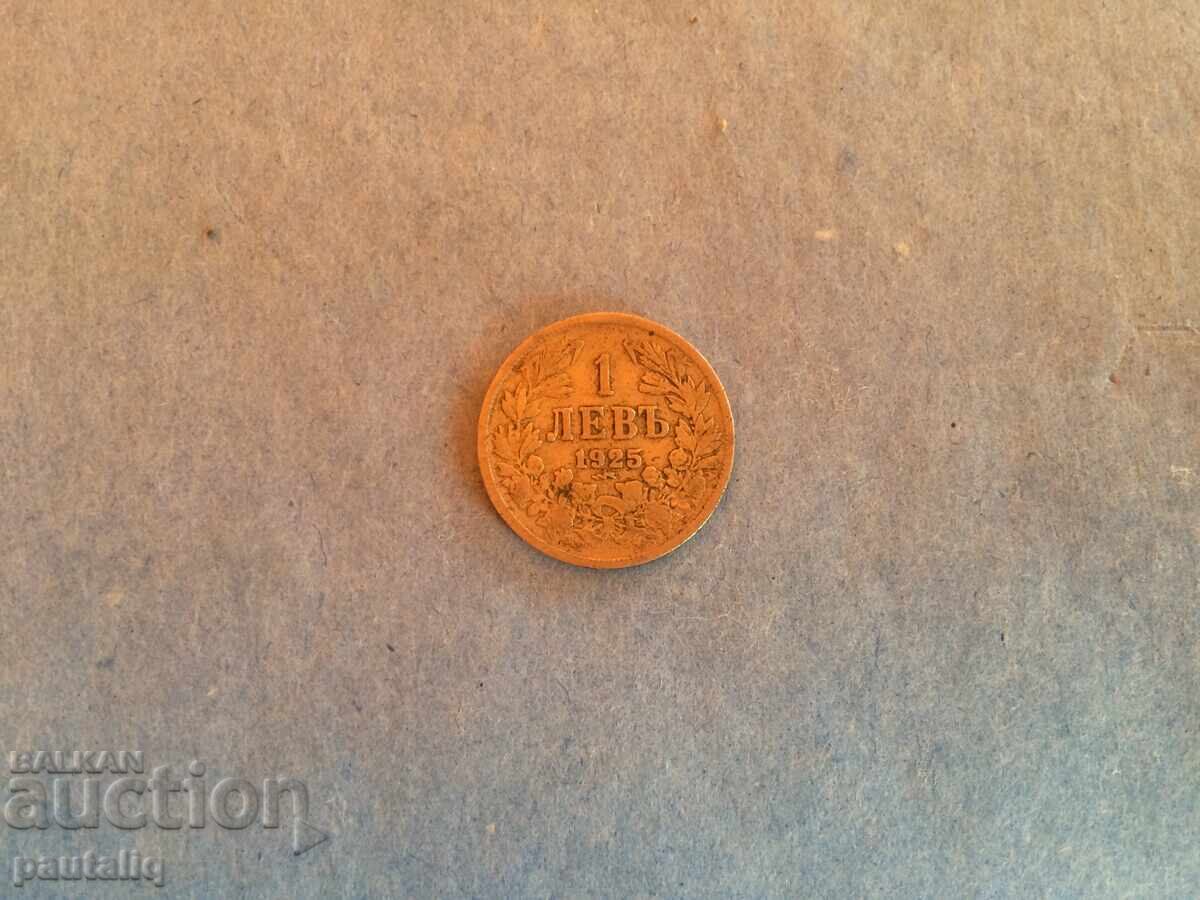 1
ЛЕВЪ
1925
BALKAN
auction
pautaliq